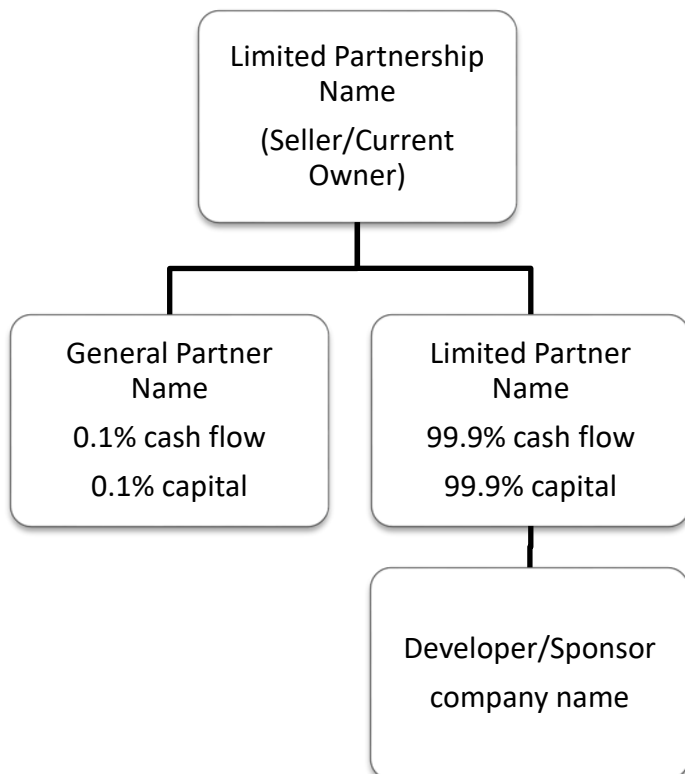 Limited Partnership
Name
(Seller/Current
Owner)
General Partner
Name
0.1% cash flow
0.1% capital
Limited Partner
Name
99.9% cash flow
99.9% capital
Developer/Sponsor
company name